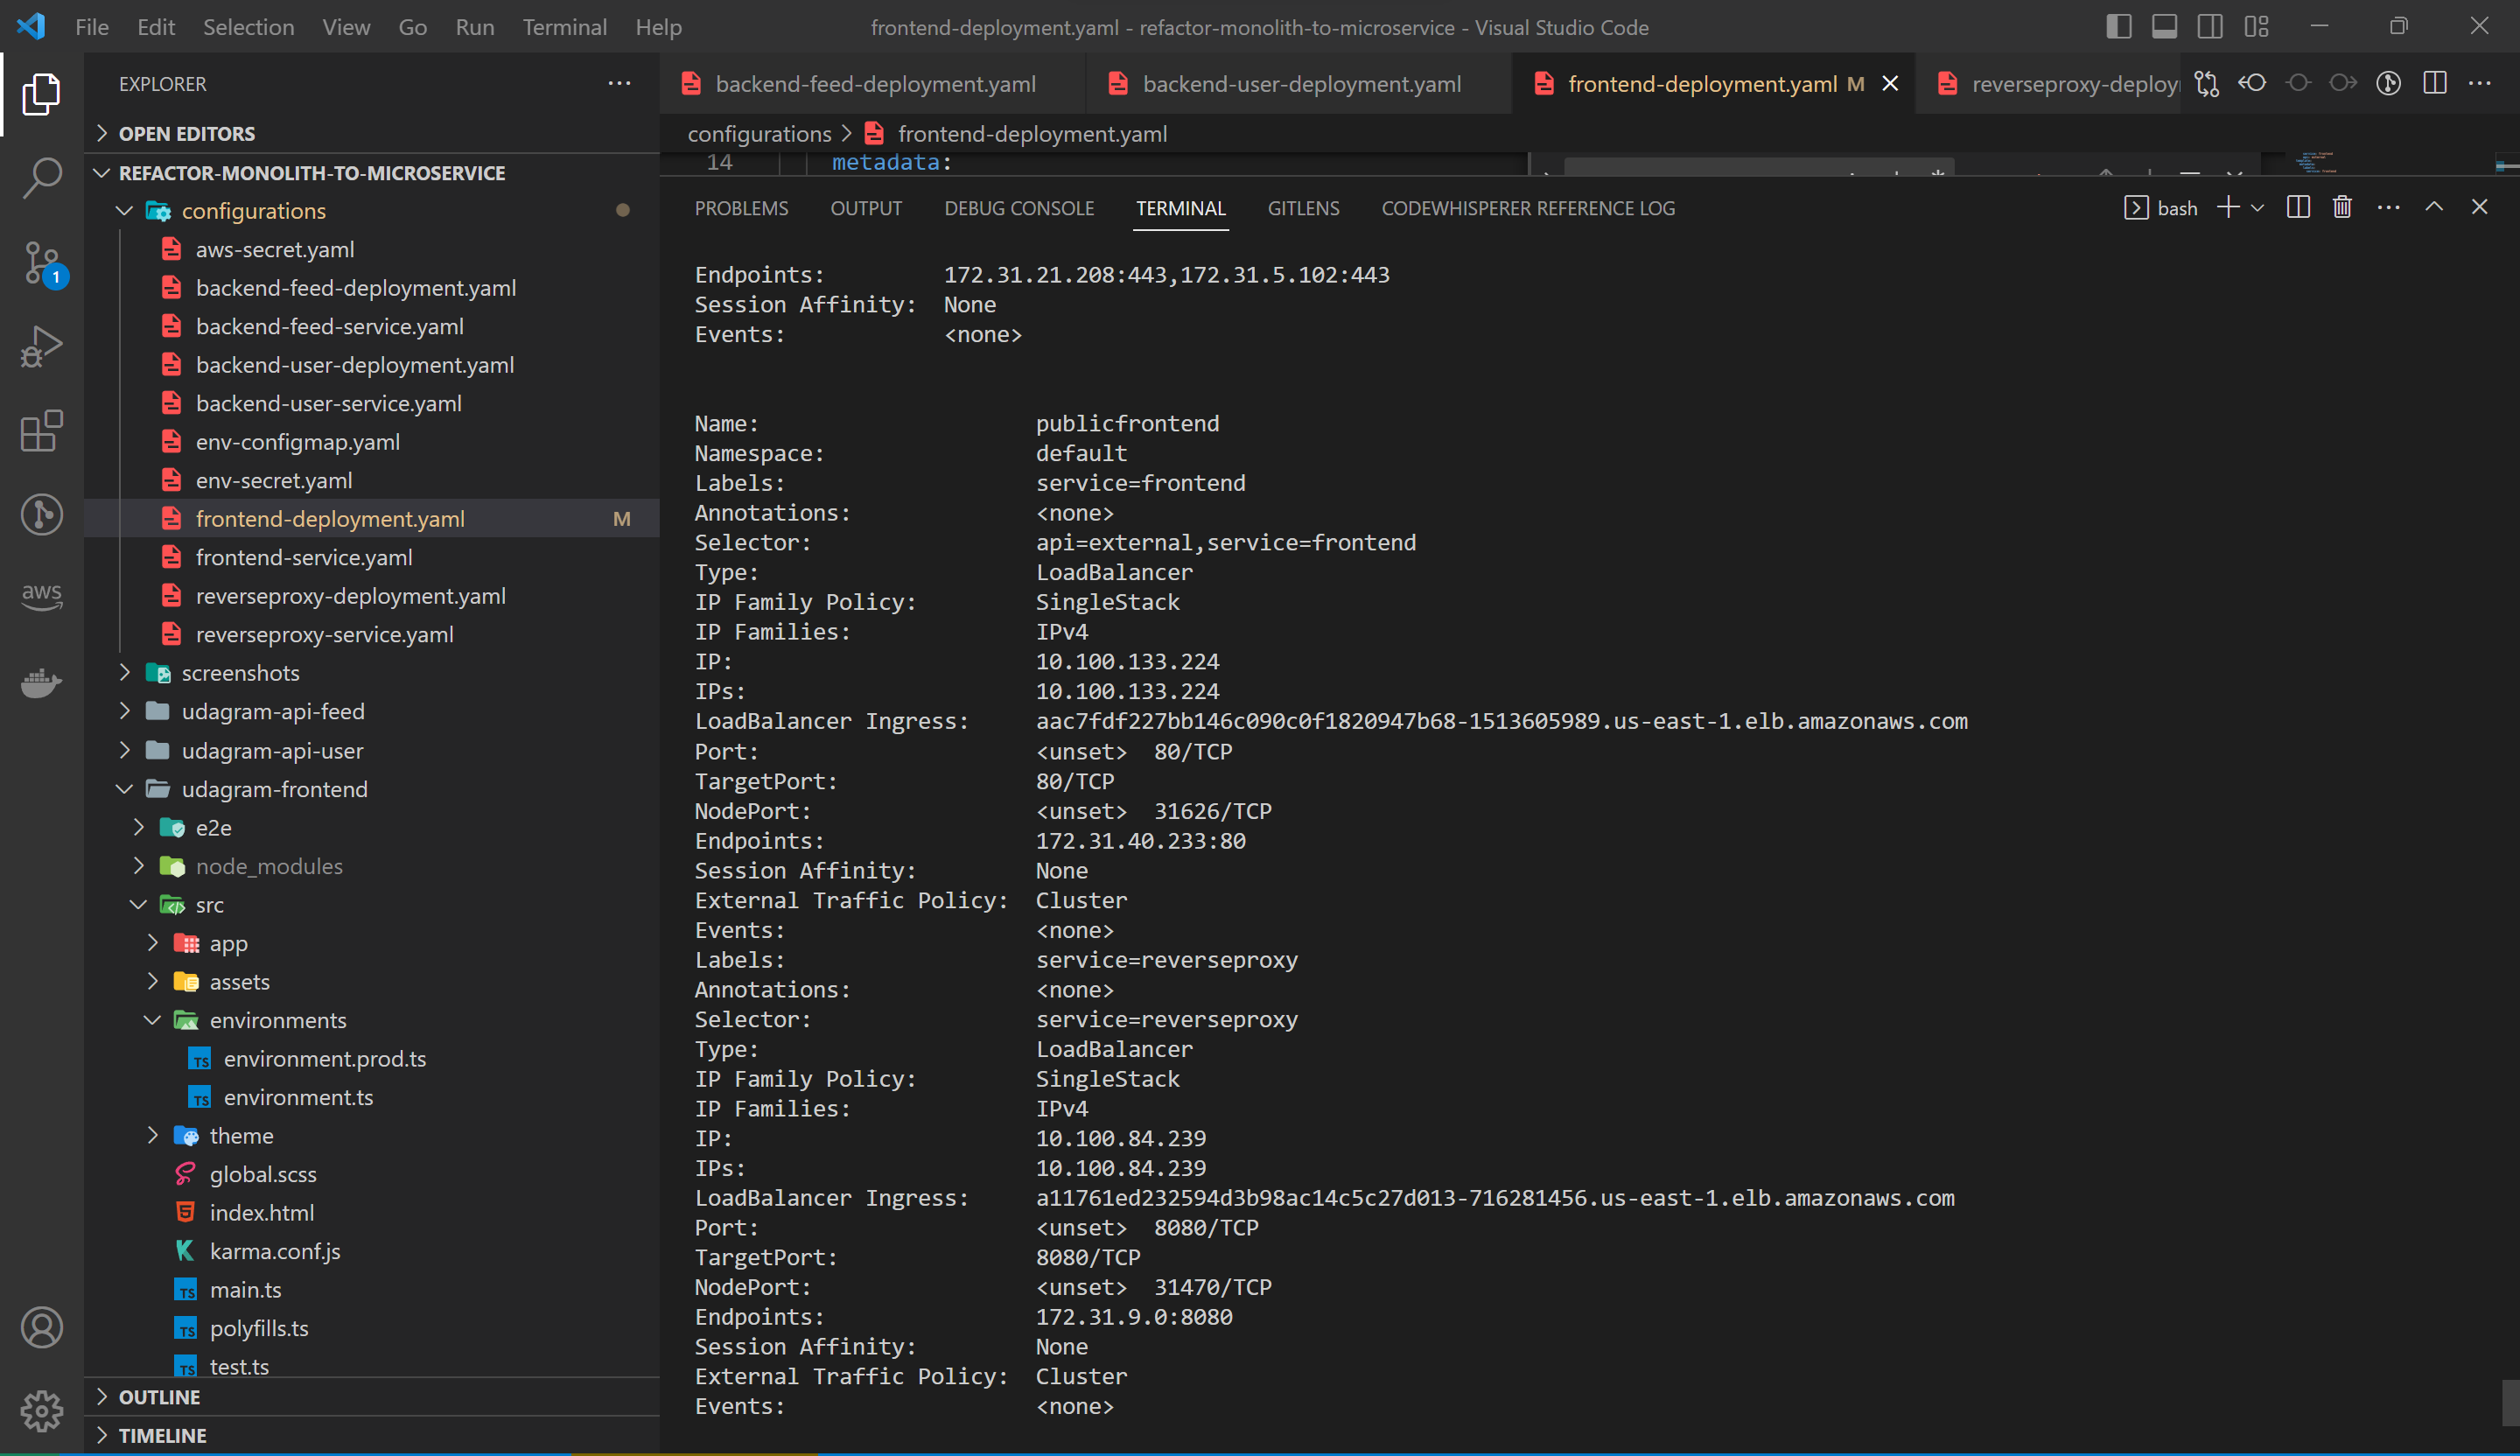 File Edit Selection View Go Run Terminal Help
frontend-deployment.yaml - refactor-monolith-to-microservice - Visual Studio Code
EXPLORER
OPEN EDITORS
REFACTOR-MONOLITH-TO-MICROSERVICE
configurations
aws-secret.yaml
backend-feed-deployment.yaml
backend-feed-service.yaml
backend-user-deployment.yaml
backend-user-service.yaml
env-configmap.yaml
env-secret.yaml
frontend-deployment.yaml M
frontend-service.yaml
reverseproxy-deployment.yaml
reverseproxy-service.yaml
screenshots
udagram-api-feed
udagram-api-user
udagram-frontend
e2e
node_modules
src
app
assets
environments
TS environment.prod.ts
TS environment.ts
theme
global.scss
5 index.html
K karma.conf.js
TS main.ts
TS polyfills.ts
TS test.ts
OUTLINE
TIMELINE
1
aws
backend-feed-deployment.yaml backend-user-deployment.yaml frontend-deployment.yaml M reverseproxy-deploy
configurations > frontend-deployment.yaml
14 metadata:
PROBLEMS OUTPUT DEBUG CONSOLE TERMINAL GITLENS CODEWHISPERER REFERENCE LOG
bash
Endpoints: 172.31.21.208:443,172.31.5.102:443
Session Affinity: None
Events: <none>
Name: publicfrontend
Namespace: default
Labels: service=frontend
Annotations: <none>
Selector: api=external,service=frontend
Type: LoadBalancer
IP Family Policy: SingleStack
IP Families: IPv4
IP: 10.100.133.224
IPs: 10.100.133.224
LoadBalancer Ingress: aac7fdf227bb146c090c0f1820947b68-1513605989.us-east-1.elb.amazonaws.com
Port: <unset> 80/TCP
TargetPort: 80/TCP
NodePort: <unset> 31626/TCP
Endpoints: 172.31.40.233:80
Session Affinity: None
External Traffic Policy: Cluster
Events: <none>
Labels: service=reverseproxy
Annotations: <none>
Selector: service=reverseproxy
Type: LoadBalancer
IP Family Policy: SingleStack
IP Families: IPv4
IP: 10.100.84.239
IPs: 10.100.84.239
LoadBalancer Ingress: a11761ed232594d3b98ac14c5c27d013-716281456.us-east-1.elb.amazonaws.com
Port: <unset> 8080/TCP
TargetPort: 8080/TCP
NodePort: <unset> 31470/TCP
Endpoints: 172.31.9.0:8080
Session Affinity: None
External Traffic Policy: Cluster
Events: <none>